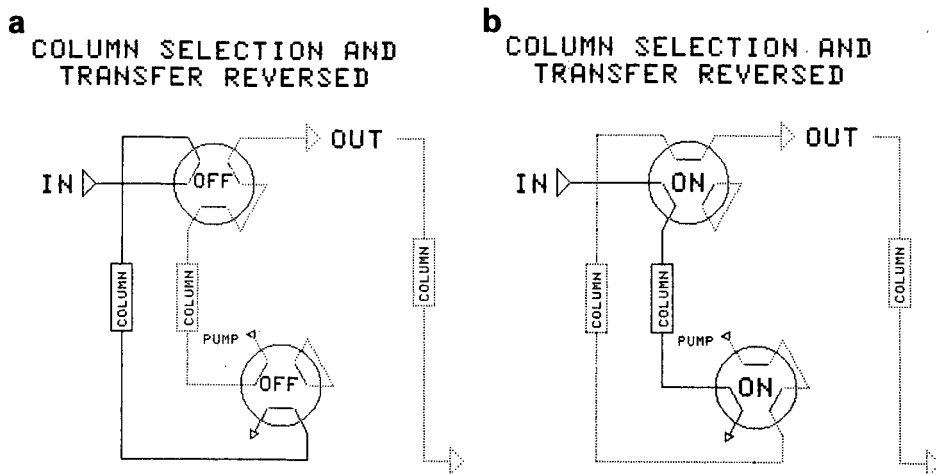 a
COLUMN SELECTION AND
TRANSFER REVERSED
OUT
IN
OFF
COLUMN
COLUMN
COLUMN
PUMP
OFF
b
COLUMN SELECTION AND
TRANSFER REVERSED
OUT
IN
ON
COLUMN
COLUMN
COLUMN
PUMP
ON